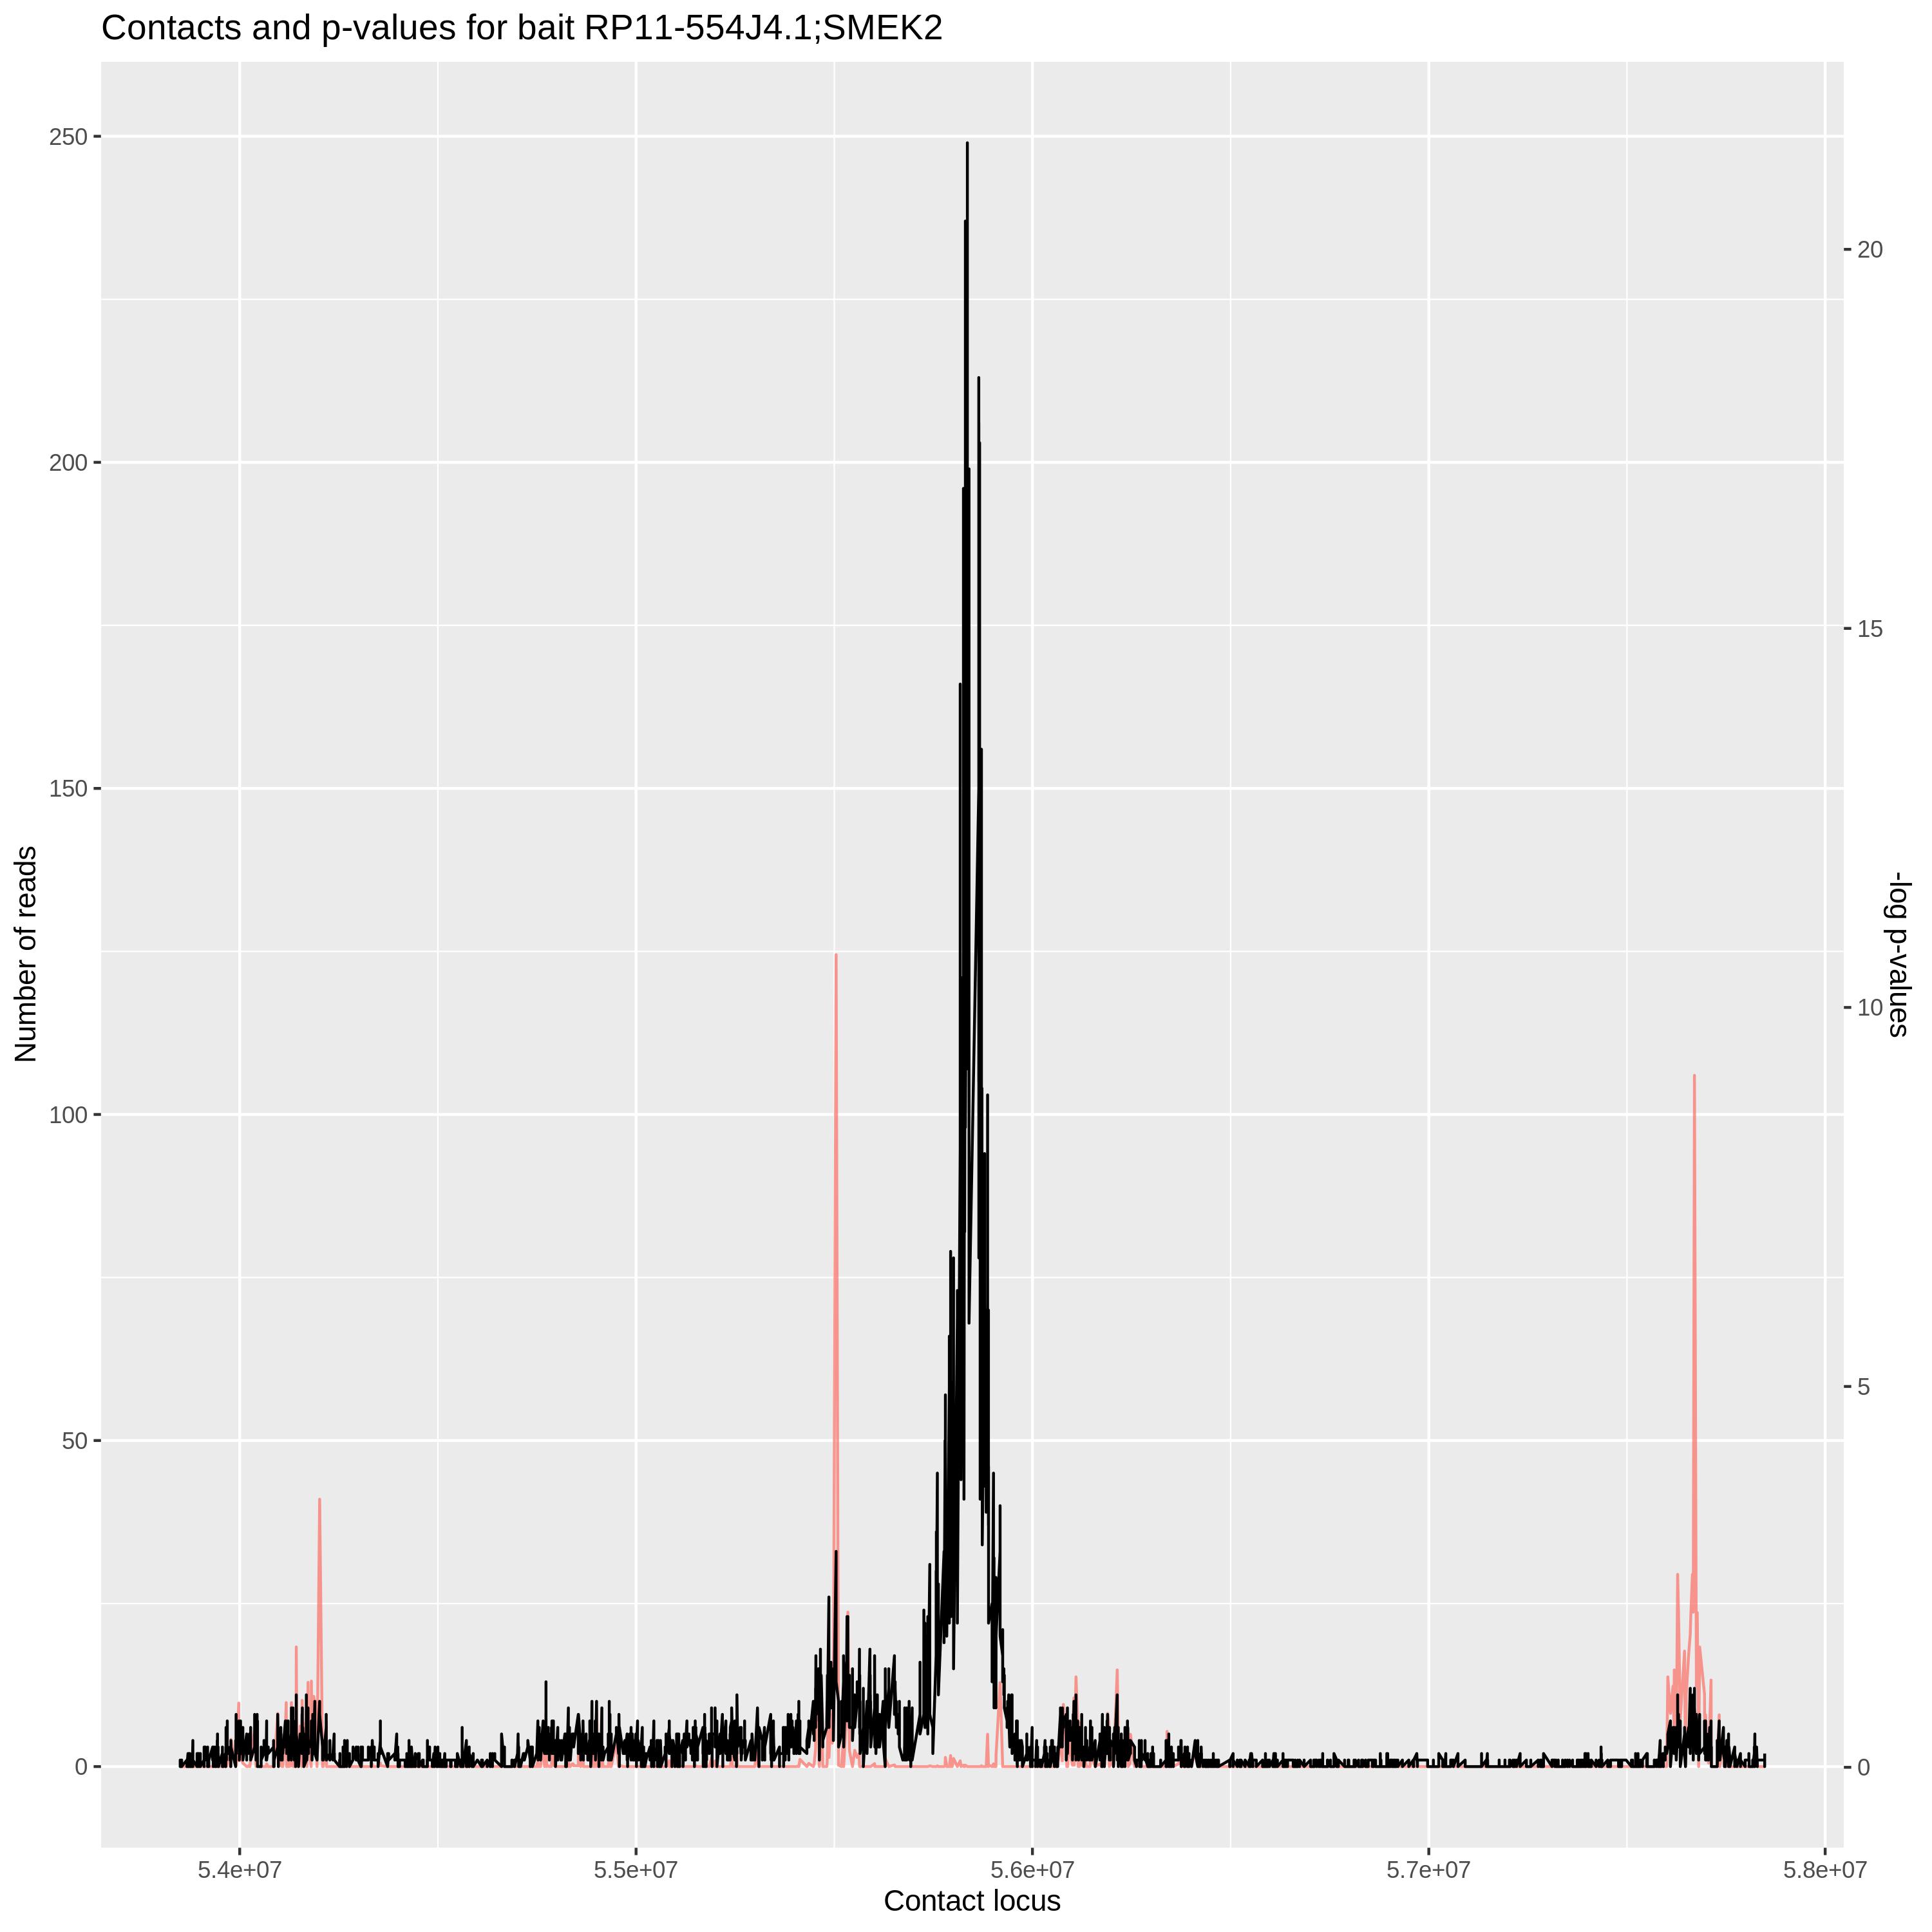 Contacts and p-values for bait RP11-554J4.1;SMEK2
250
200
150
100
50
0
Number of reads
20
15
10
5
0
-log p-values
5.4e+07
5.5e+07
5.6e+07
5.7e+07
5.8e+07
Contact locus